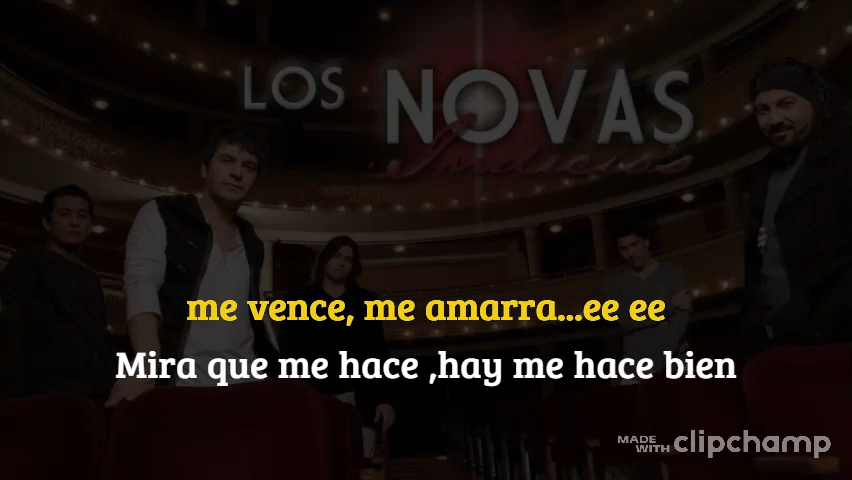 LOS NOVAS
Indicios
me vence, me amarra...ee ee
Mira que me hace ,hay me hace bien
MADE WITH clipchamp